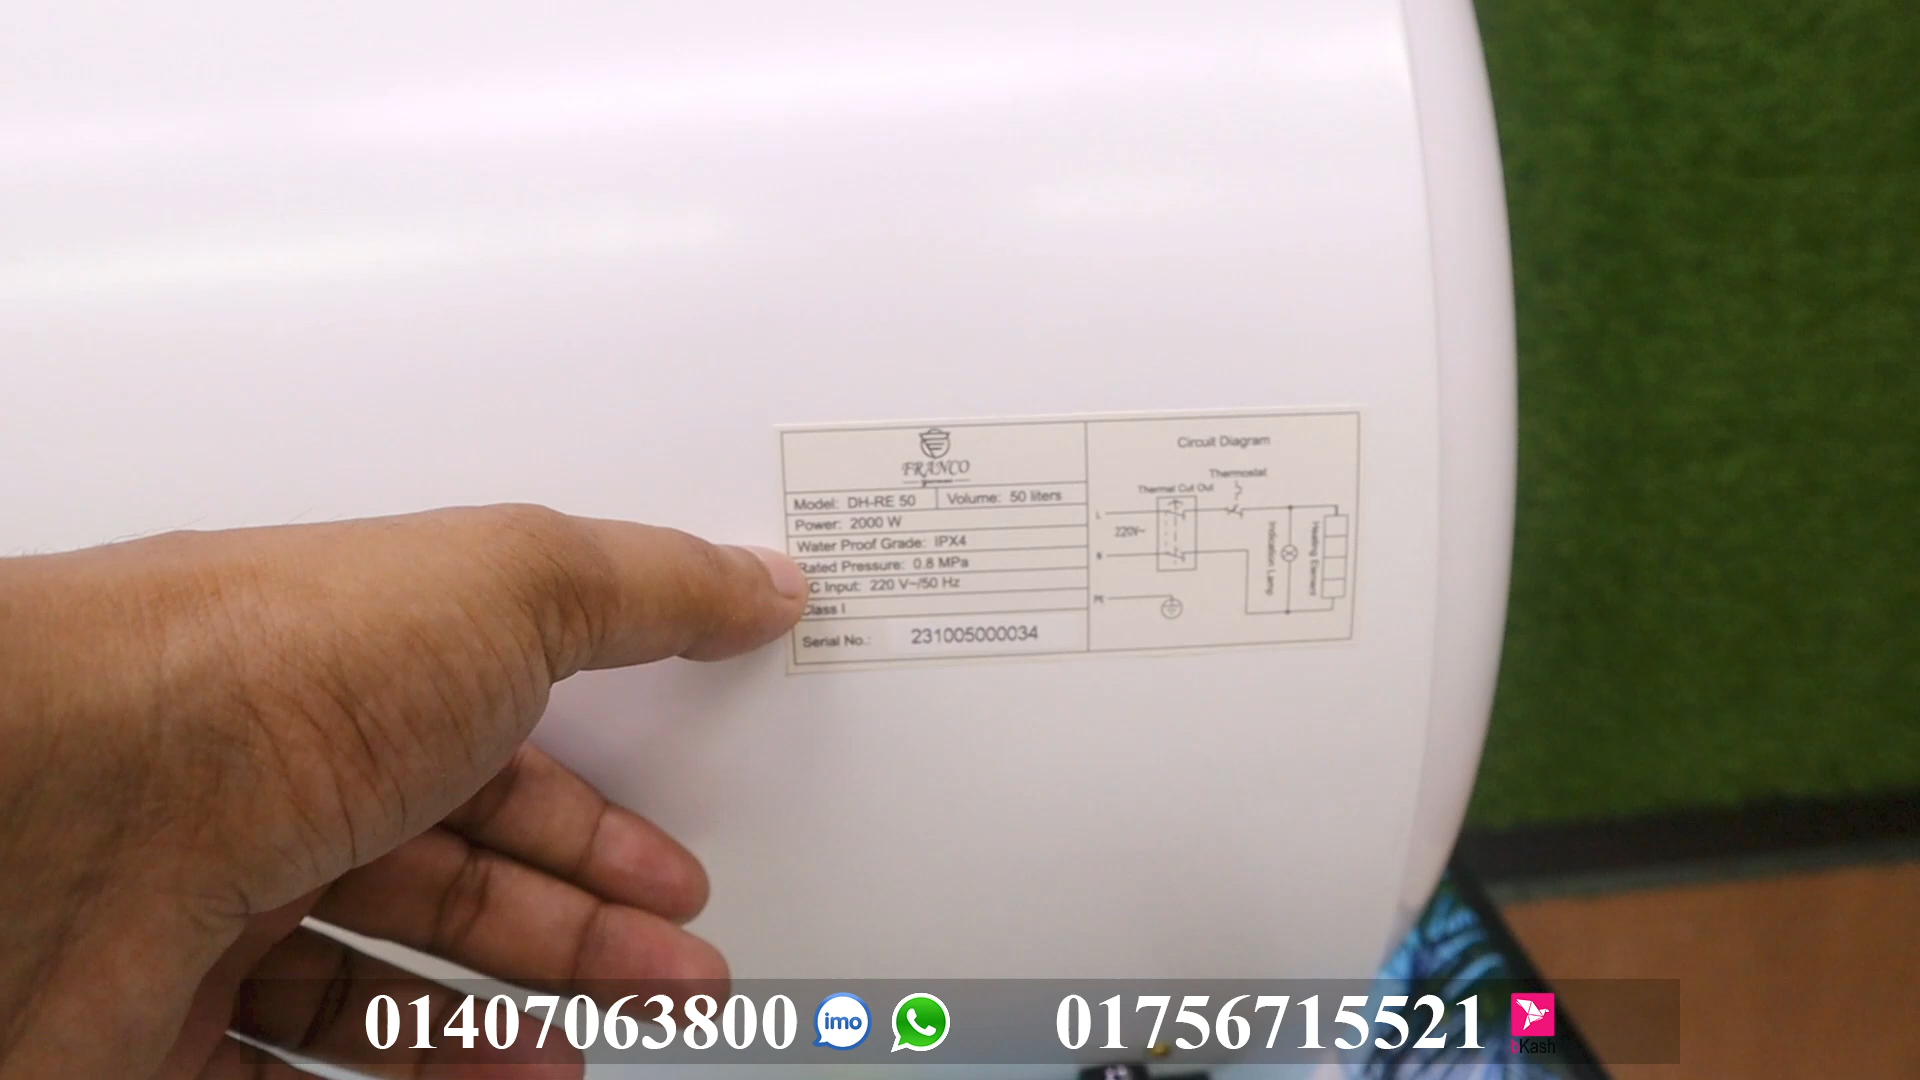 FRANCO
Model: DH-RE 50
Volume: 50 liters
Power: 2000 W
Water Proof Grade: IPX4
Rated Pressure: 0.8 MPa
C Input: 220 V~/50 Hz
Class I
Serial No.: 231005000034
Circuit Diagram
Thermostat
Thermal Cut Out
L
220V~
N
PE
Indication Lamp
Heating Element
01407063800 imo 01756715521
bKash